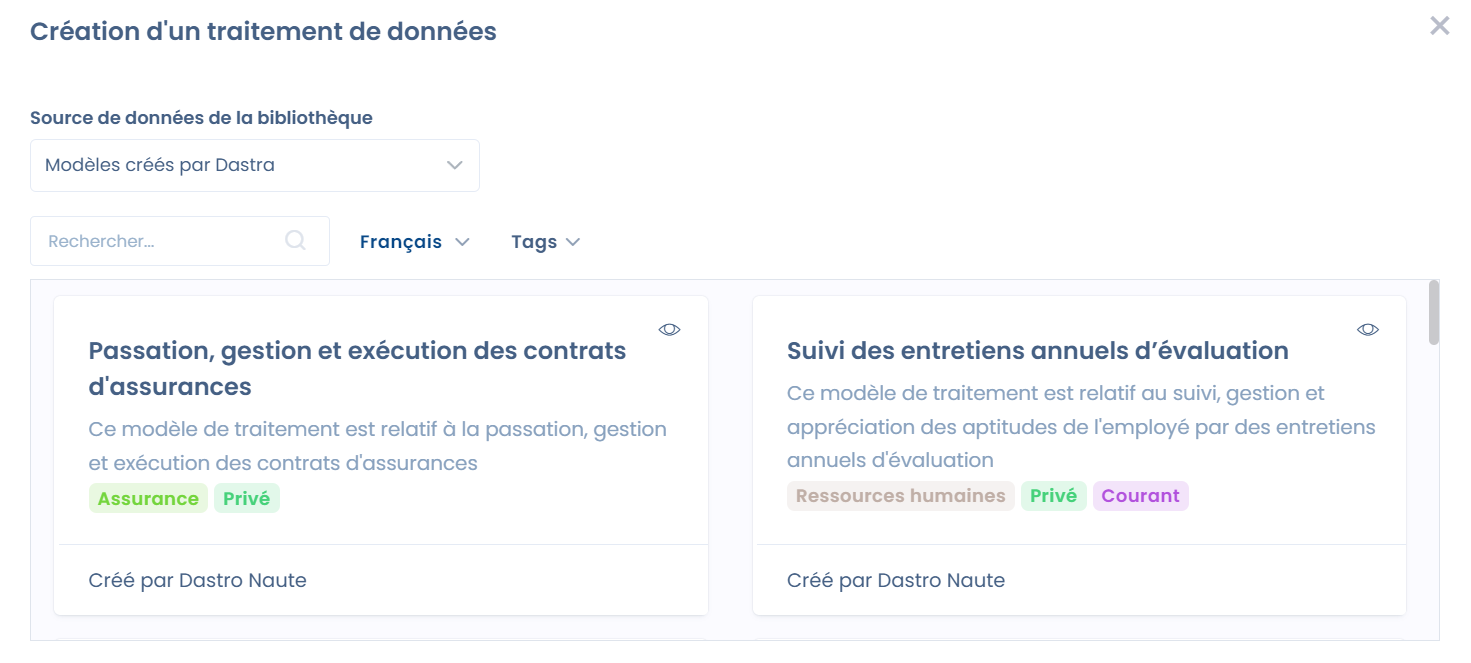 Création d'un traitement de données
Source de données de la bibliothèque
Modèles créés par Dastra
Rechercher...
Français
Tags
Passation, gestion et exécution des contrats
d'assurances
Ce modèle de traitement est relatif à la passation, gestion
et exécution des contrats d'assurances
Assurance
Privé
Créé par Dastro Naute
Suivi des entretiens annuels d’évaluation
Ce modèle de traitement est relatif au suivi, gestion et
appréciation des aptitudes de l'employé par des entretiens
annuels d'évaluation
Ressources humaines
Privé
Courant
Créé par Dastro Naute